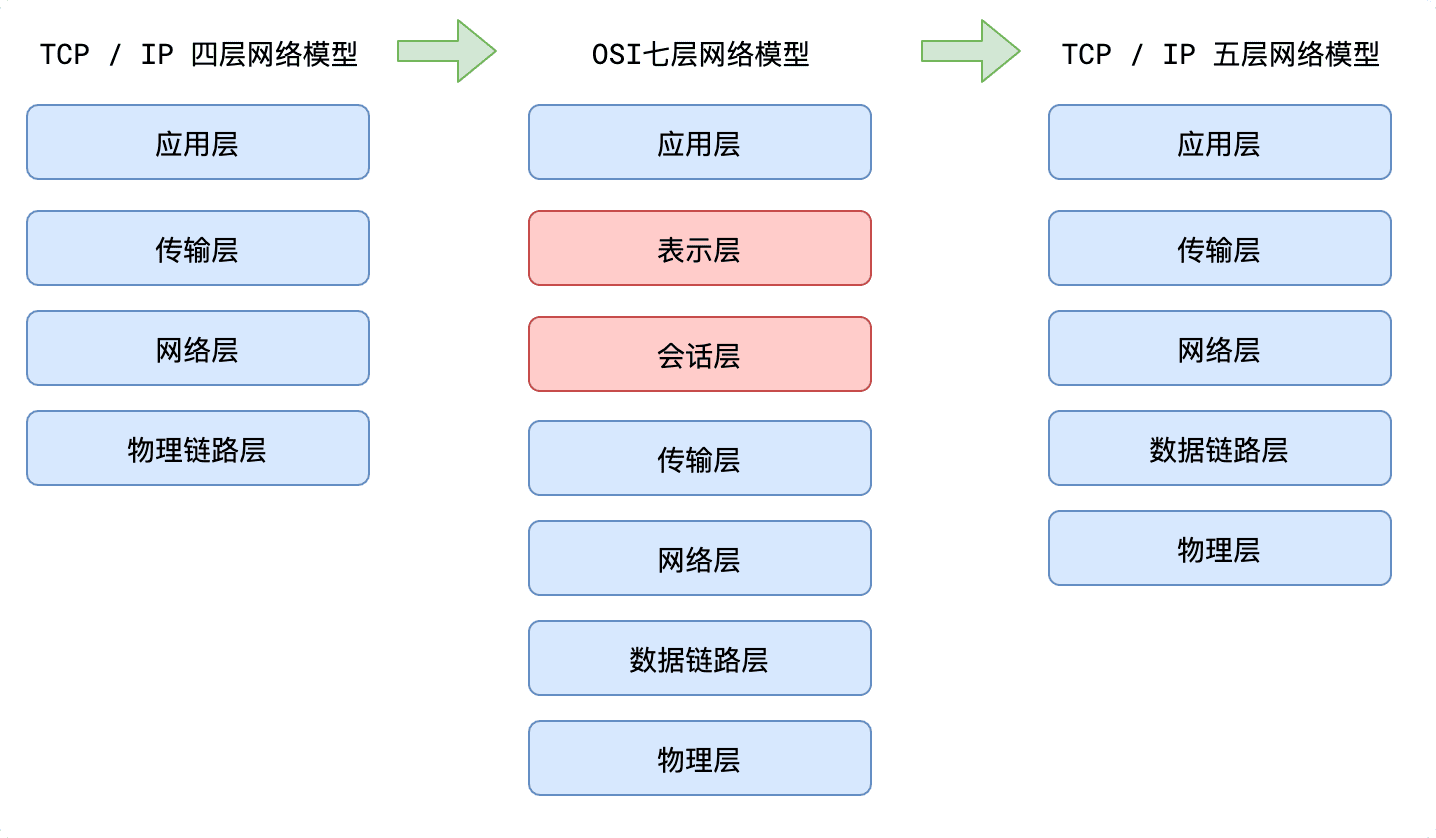 TCP / IP 四层网络模型
应用层
传输层
网络层
物理链路层
OSI七层网络模型
应用层
表示层
会话层
传输层
网络层
数据链路层
物理层
TCP / IP 五层网络模型
应用层
传输层
网络层
数据链路层
物理层